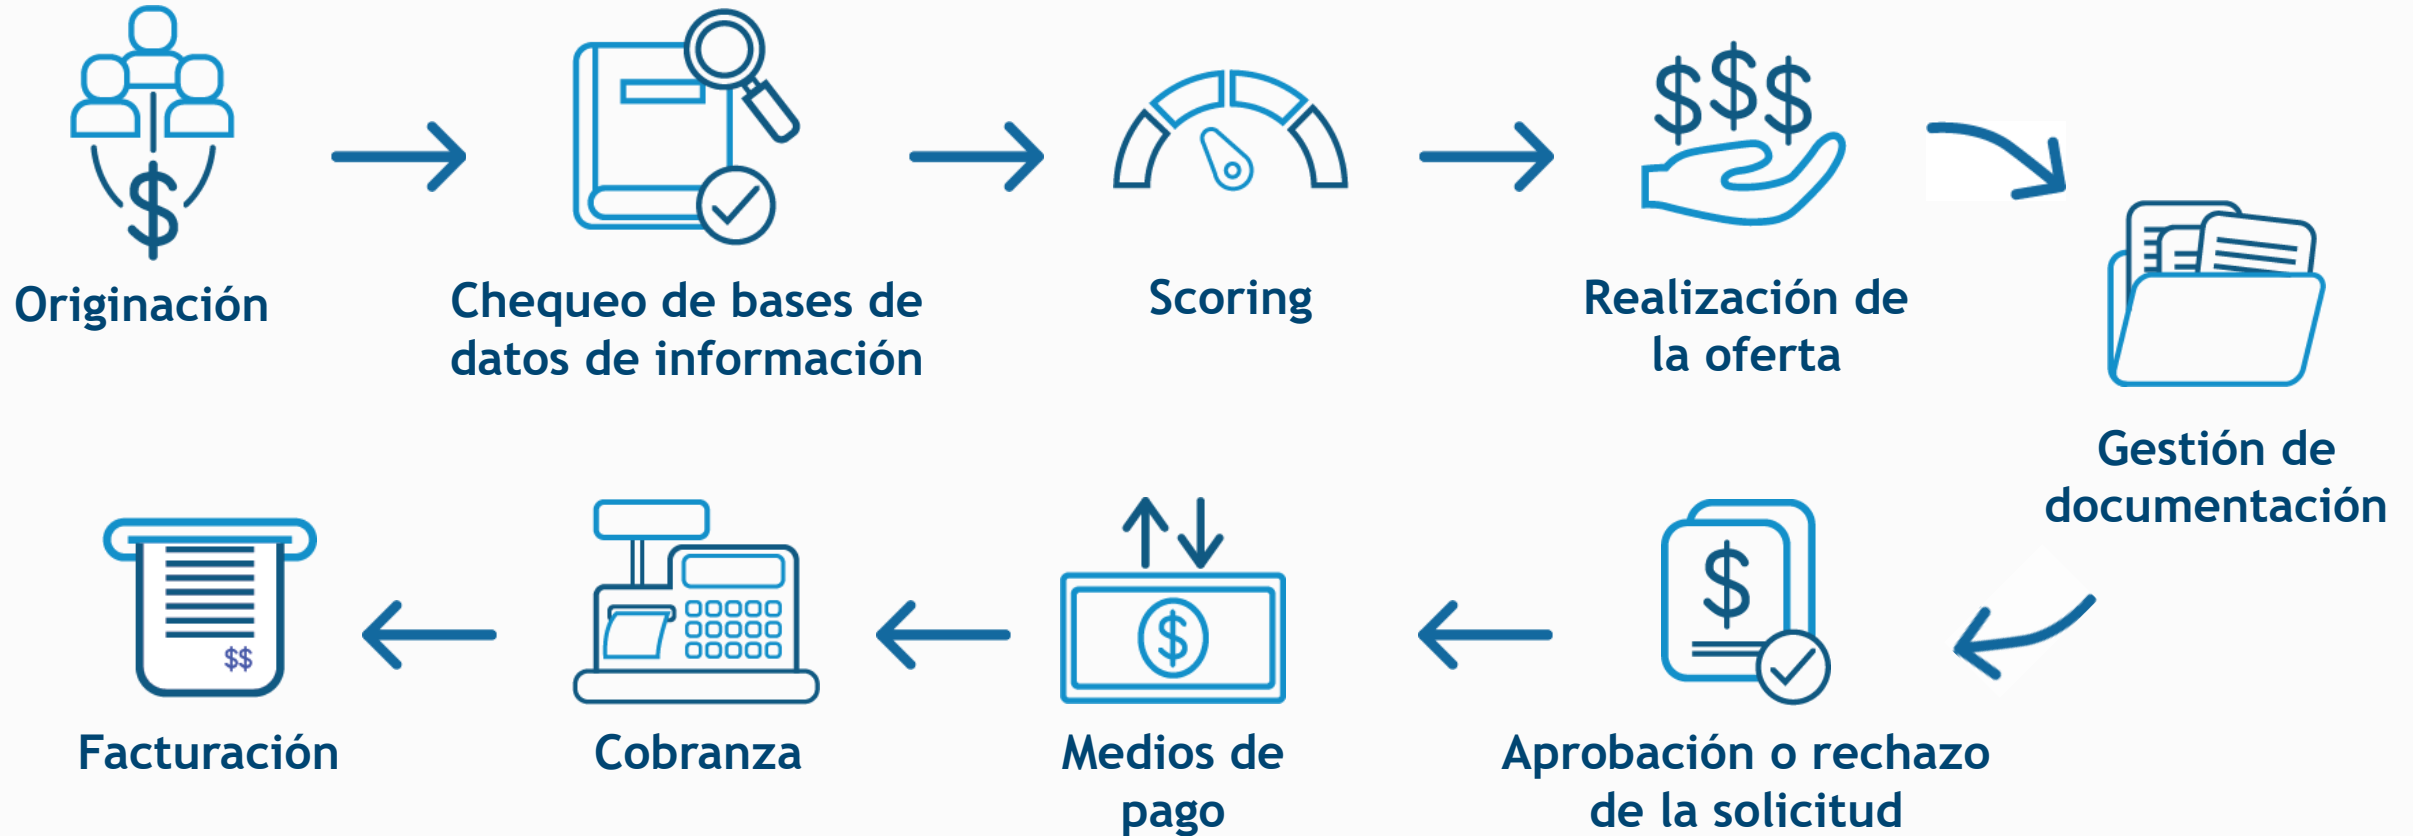 Originación
Chequeo de bases de
datos de información
Scoring
Realización de
la oferta
Gestión de
documentación
Aprobación o rechazo
de la solicitud
Medios de
pago
Cobranza
Facturación